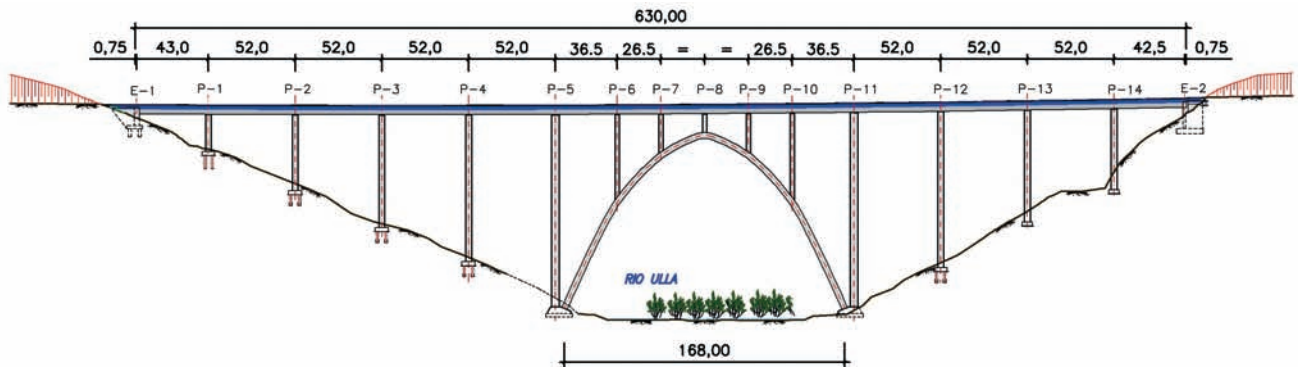 630,00
0,75 43,0 52,0 52,0 52,0 52,0 36.5 26.5 = = 26.5 36.5 52,0 52,0 52,0 42,5 0,75
E-1 P-1 P-2 P-3 P-4 P-5 P-6 P-7 P-8 P-9 P-10 P-11 P-12 P-13 P-14 E-2
RIO ULLA
168,00